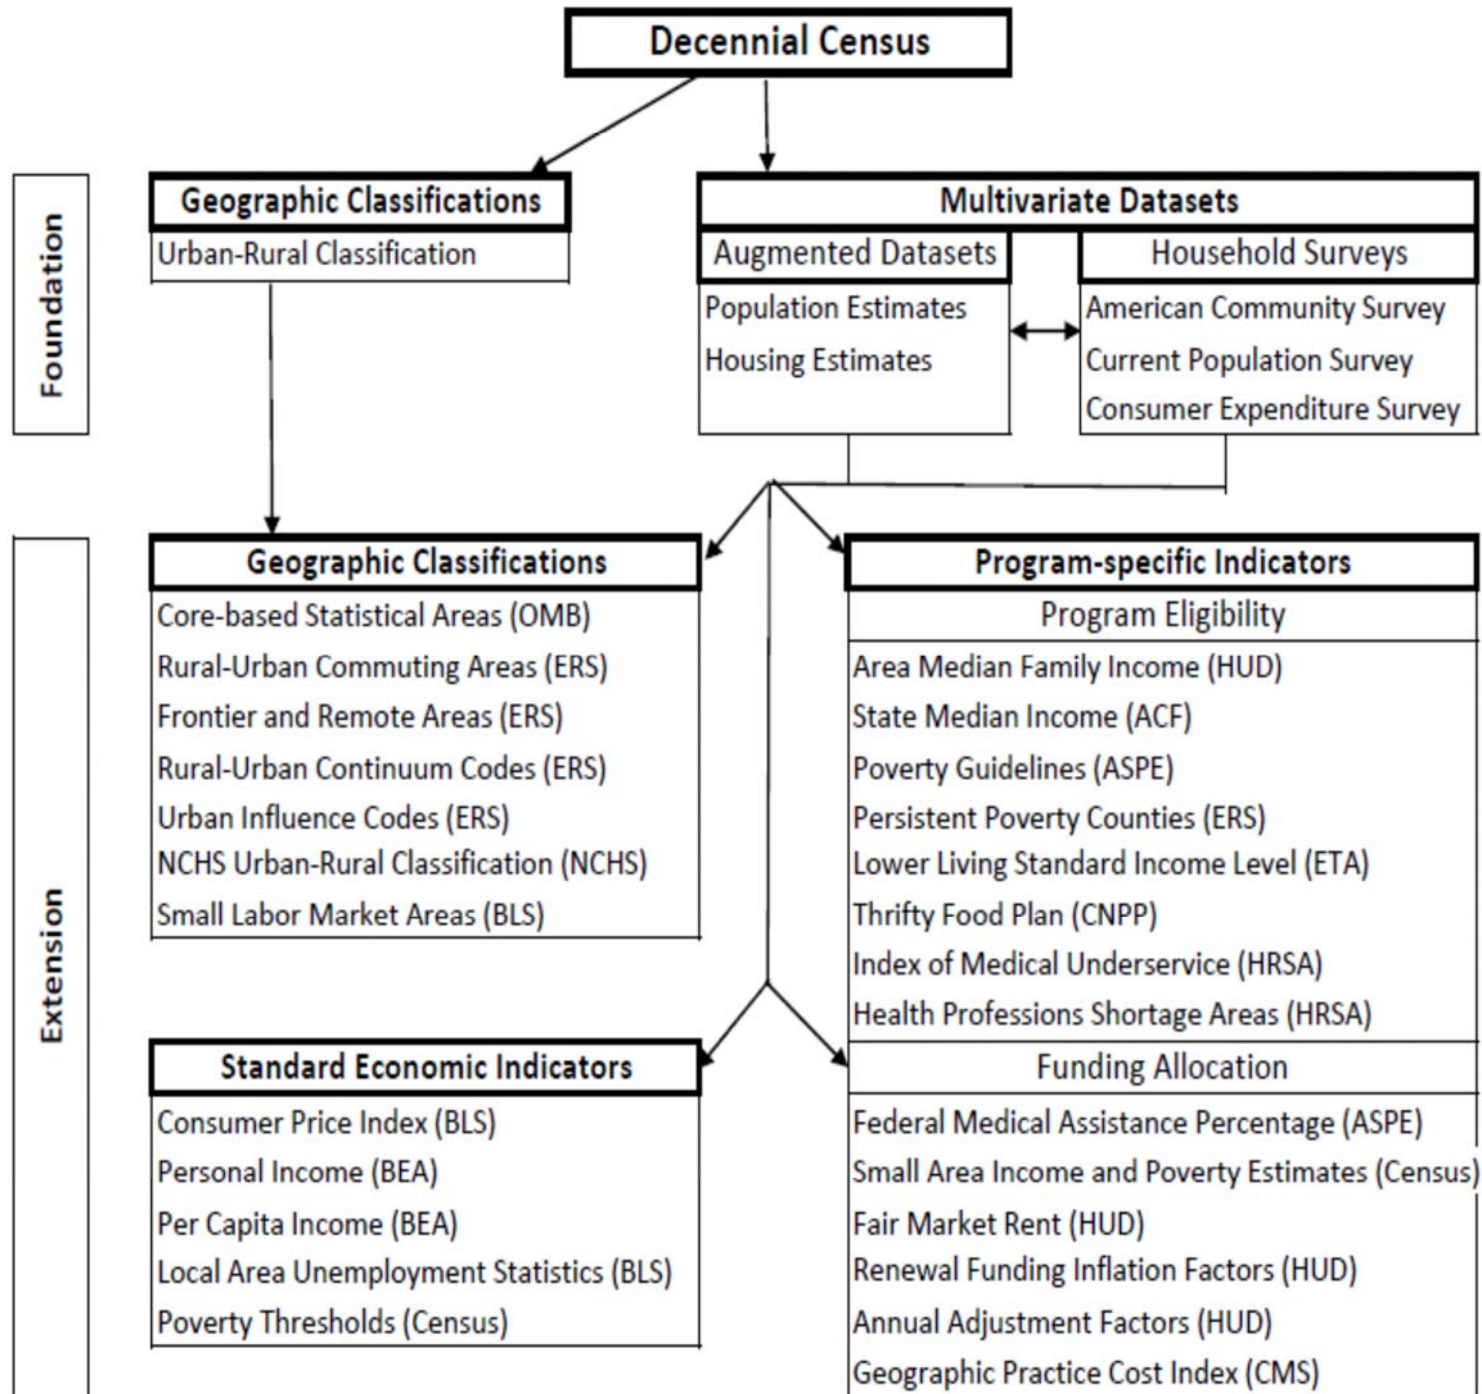 Decennial Census
Foundation
Geographic Classifications
Urban-Rural Classification
Multivariate Datasets
Augmented Datasets
Population Estimates
Housing Estimates
Household Surveys
American Community Survey
Current Population Survey
Consumer Expenditure Survey
Extension
Geographic Classifications
Core-based Statistical Areas (OMB)
Rural-Urban Commuting Areas (ERS)
Frontier and Remote Areas (ERS)
Rural-Urban Continuum Codes (ERS)
Urban Influence Codes (ERS)
NCHS Urban-Rural Classification (NCHS)
Small Labor Market Areas (BLS)
Standard Economic Indicators
Consumer Price Index (BLS)
Personal Income (BEA)
Per Capita Income (BEA)
Local Area Unemployment Statistics (BLS)
Poverty Thresholds (Census)
Program-specific Indicators
Program Eligibility
Area Median Family Income (HUD)
State Median Income (ACF)
Poverty Guidelines (ASPE)
Persistent Poverty Counties (ERS)
Lower Living Standard Income Level (ETA)
Thrifty Food Plan (CNPP)
Index of Medical Underservice (HRSA)
Health Professions Shortage Areas (HRSA)
Funding Allocation
Federal Medical Assistance Percentage (ASPE)
Small Area Income and Poverty Estimates (Census)
Fair Market Rent (HUD)
Renewal Funding Inflation Factors (HUD)
Annual Adjustment Factors (HUD)
Geographic Practice Cost Index (CMS)